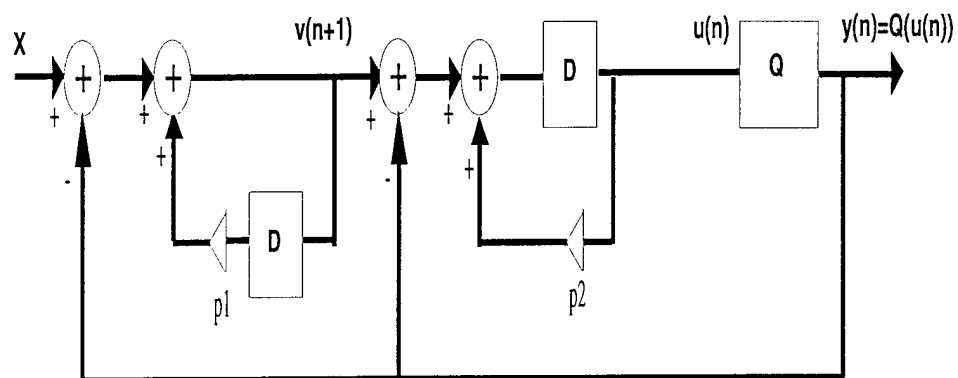 X
v(n+1)
u(n)
y(n)=Q(u(n))
+
+
+
+
D
Q
+
+
+
+
+
+
-
-
D
p1
p2